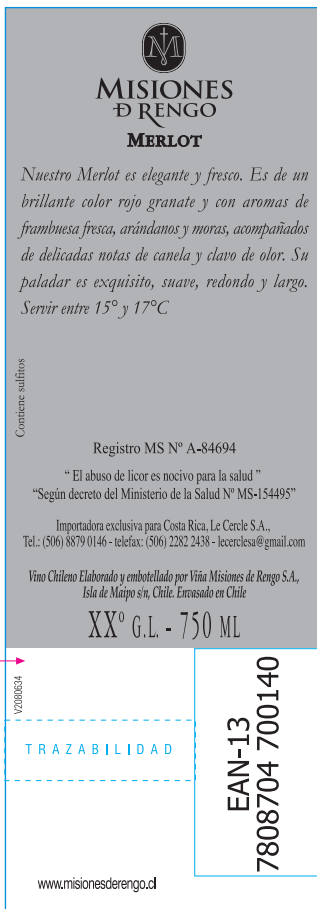 M
MISIONES
D RENGO
MERLOT
Nuestro Merlot es elegante y fresco. Es de un
brillante color rojo granate y con aromas de
frambuesa fresca, arándanos y moras, acompañados
de delicadas notas de canela y clavo de olor. Su
paladar es exquisito, suave, redondo y largo.
Servir entre 15° y 17°C
Contiene sulfitos
Registro MS Nº A-84694
“ El abuso de licor es nocivo para la salud ”
“Según decreto del Ministerio de la Salud Nº MS-154495”
Importadora exclusiva para Costa Rica, Le Cercle S.A.,
Tel.: (506) 8879 0146 - telefax: (506) 2282 2438 - lecerclesa@gmail.com
Vino Chileno Elaborado y embotellado por Viña Misiones de Rengo S.A.,
Isla de Maipo s/n, Chile. Envasado en Chile
XXº G.L. - 750 ML
V2080634
TRAZABILIDAD
EAN-13
7808704 700140
www.misionesderengo.cl